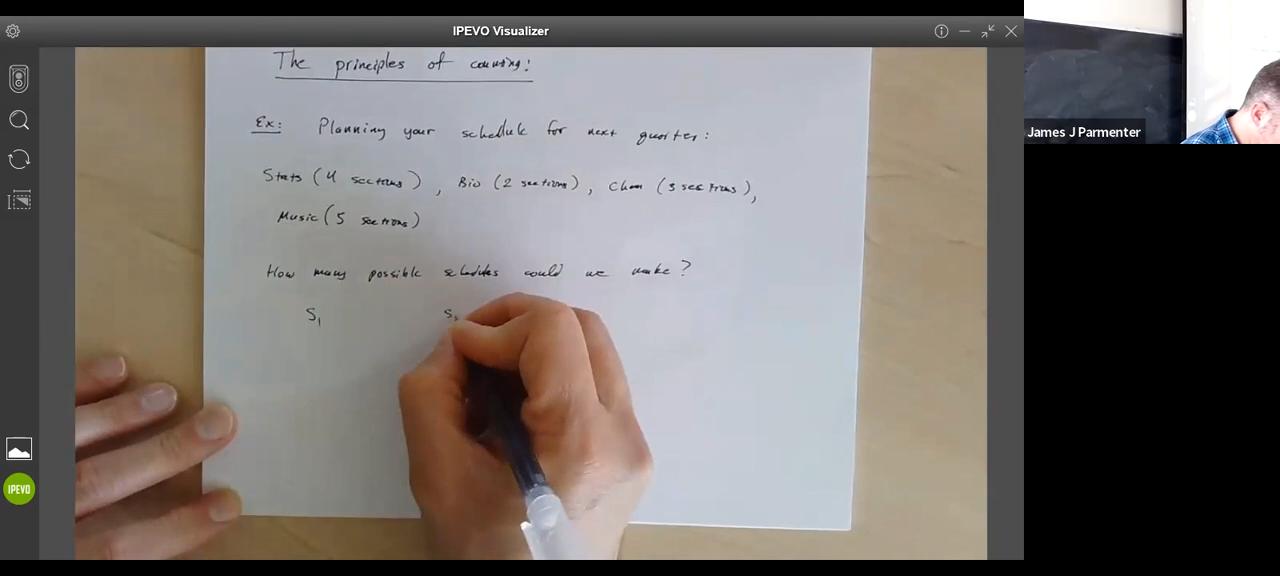 IPEVO Visualizer
The principles of counting:
Ex: Planning your schedule for next quarter:
Stats (4 sections), Bio (2 sections), Chem (3 sections),
Music (5 sections)
How many possible schedules could we make?
S1 S
James J Parmenter
IPEVO